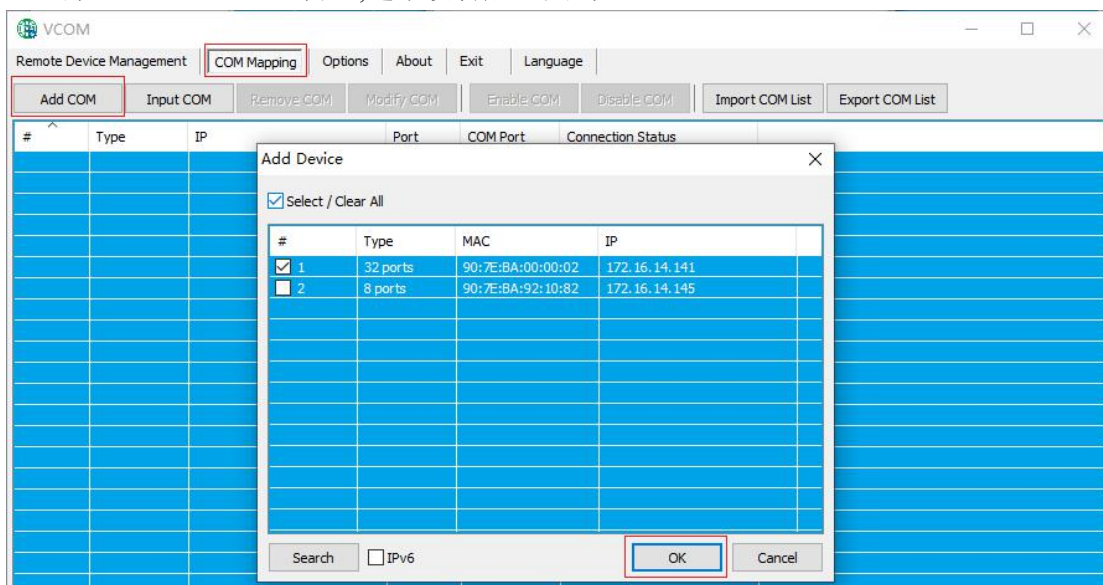 VCOM
Remote Device Management COM Mapping Options About Exit Language
Add COM Input COM Remove COM Modify COM Enable COM Disable COM Import COM List Export COM List
# Type IP Port COM Port Connection Status
Add Device
Select / Clear All
# Type MAC IP
1 32 ports 90:7E:BA:00:00:02 172.16.14.141
2 8 ports 90:7E:BA:92:10:82 172.16.14.145
Search IPv6 OK Cancel